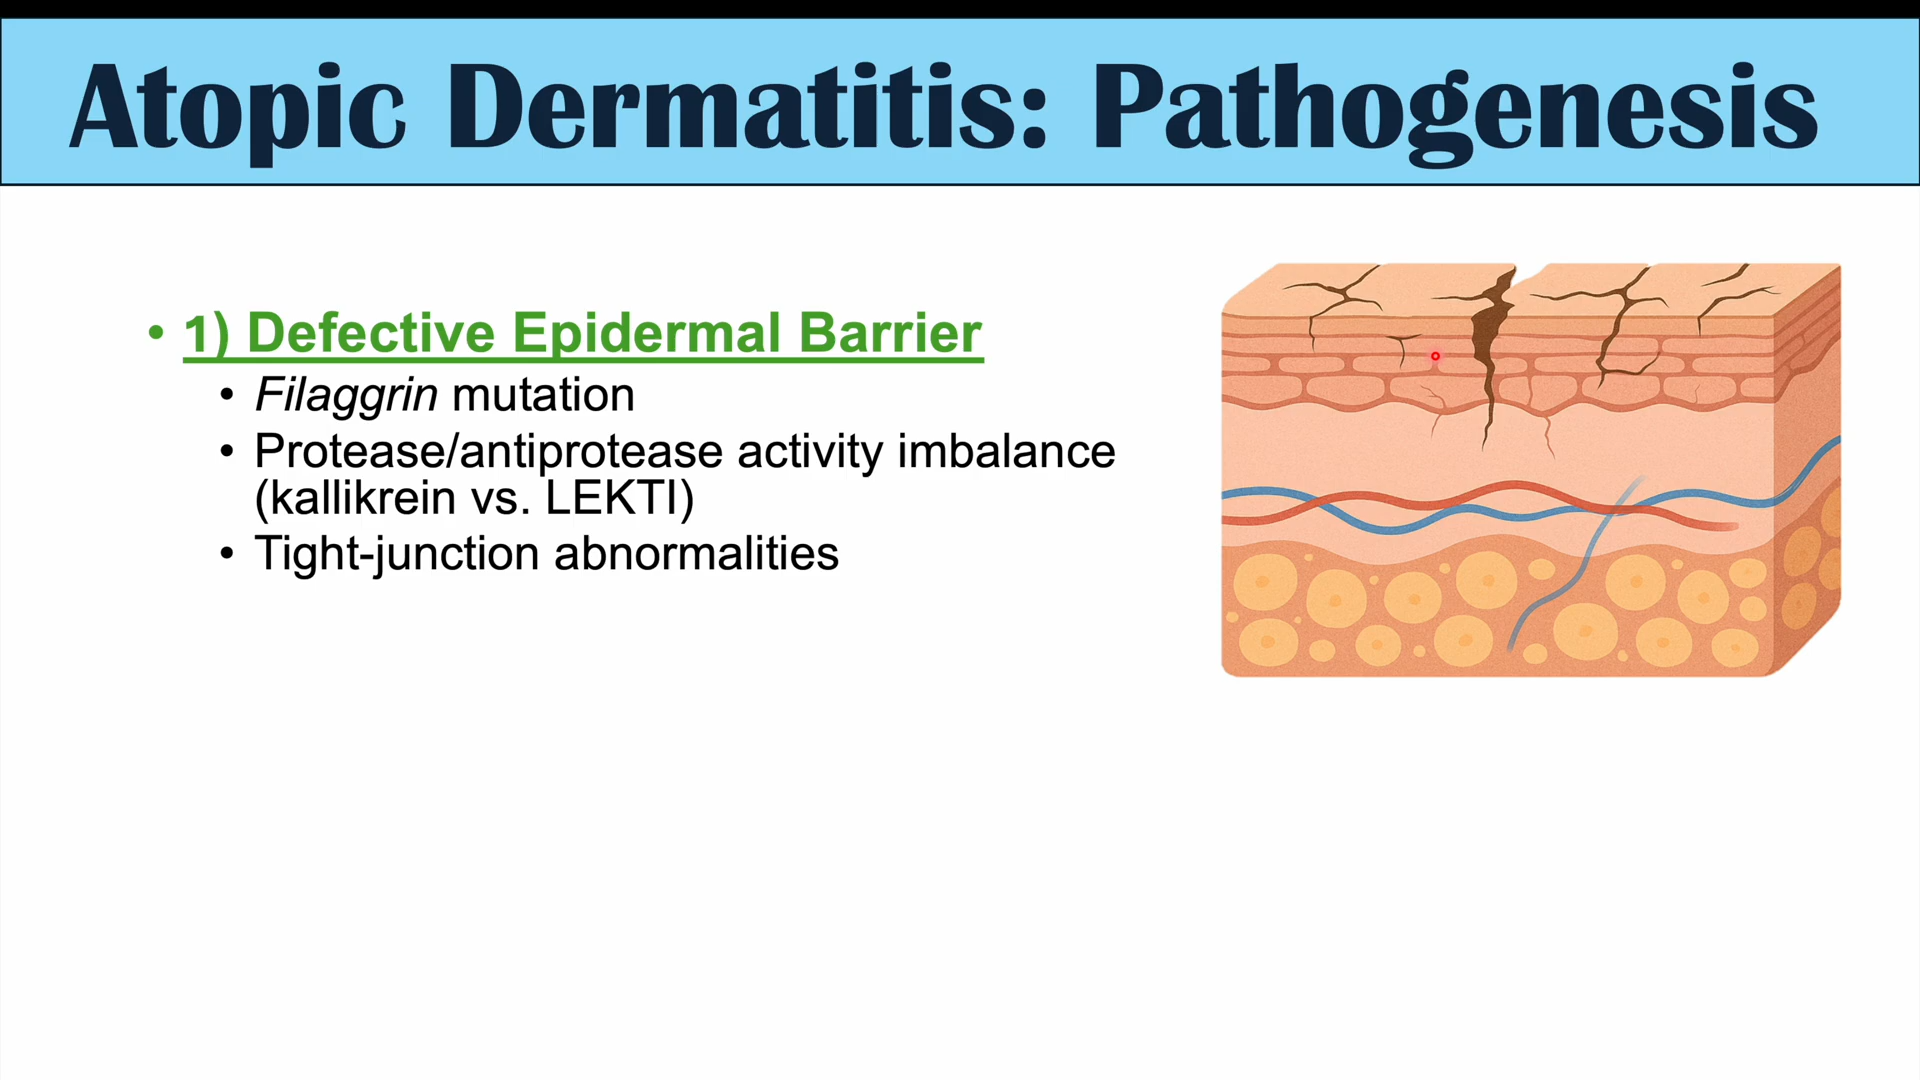 Atopic Dermatitis: Pathogenesis
• 1) Defective Epidermal Barrier
• Filaggrin mutation
• Protease/antiprotease activity imbalance
(kallikrein vs. LEKTI)
• Tight-junction abnormalities